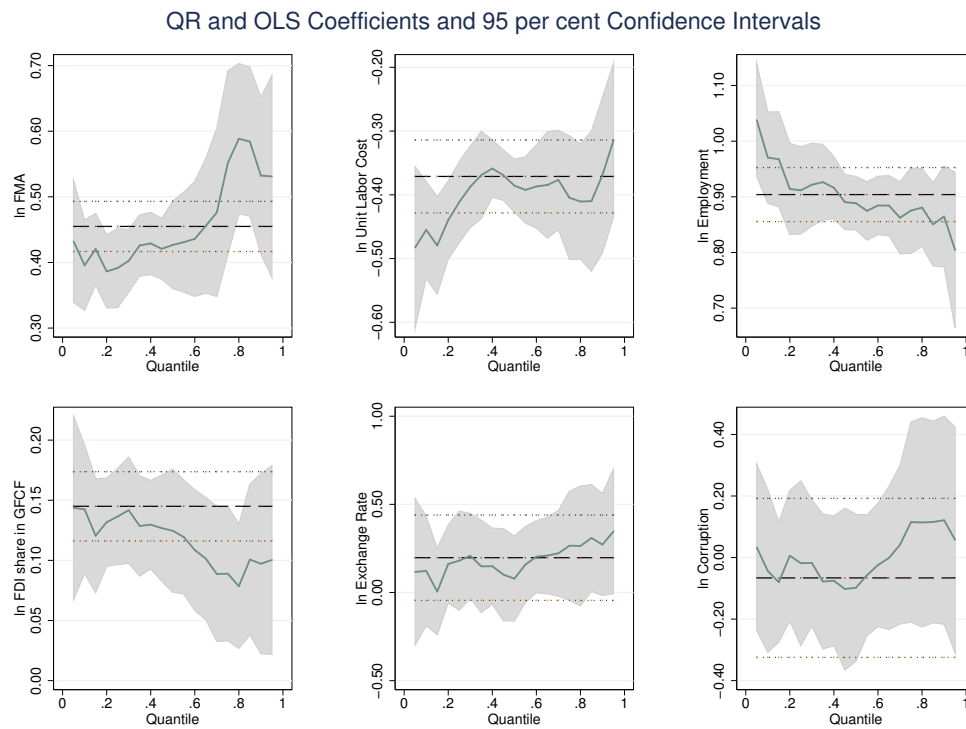 QR and OLS Coefficients and 95 per cent Confidence Intervals
ln FMA
0.70
0.60
0.50
0.40
0.30
0 .2 .4 .6 .8 1
Quantile
ln Unit Labor Cost
−0.20
−0.30
−0.40
−0.50
−0.60
0 .2 .4 .6 .8 1
Quantile
ln Employment
1.10
1.00
0.90
0.80
0.70
0 .2 .4 .6 .8 1
Quantile
ln FDI share in GFCF
0.20
0.15
0.10
0.05
0.00
0 .2 .4 .6 .8 1
Quantile
ln Exchange Rate
1.00
0.50
0.00
−0.50
0 .2 .4 .6 .8 1
Quantile
ln Corruption
0.40
0.20
0.00
−0.20
−0.40
0 .2 .4 .6 .8 1
Quantile